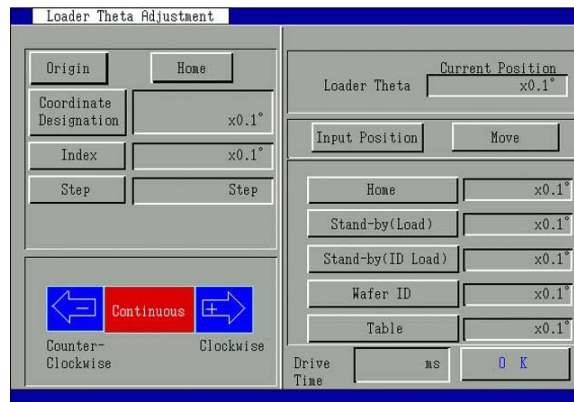 Loader Theta Adjustment
Origin
Home
Coordinate
Designation
x0.1°
Index
x0.1°
Step
Step
Continuous
Counter-
Clockwise
Clockwise
Current Position
Loader Theta
x0.1°
Input Position
Move
Home
x0.1°
Stand-by(Load)
x0.1°
Stand-by(ID Load)
x0.1°
Wafer ID
x0.1°
Table
x0.1°
Drive
Time
ms
O K